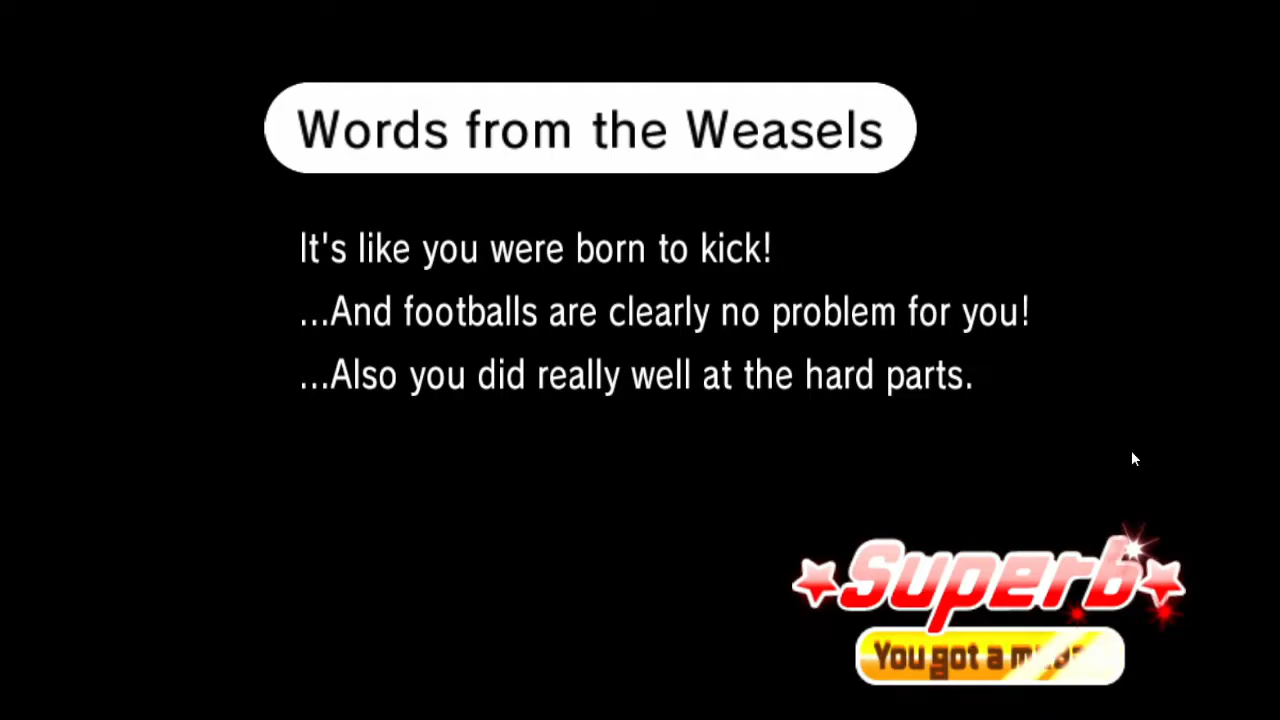 Words from the Weasels
It's like you were born to kick!
...And footballs are clearly no problem for you!
...Also you did really well at the hard parts.
Superb
You got a